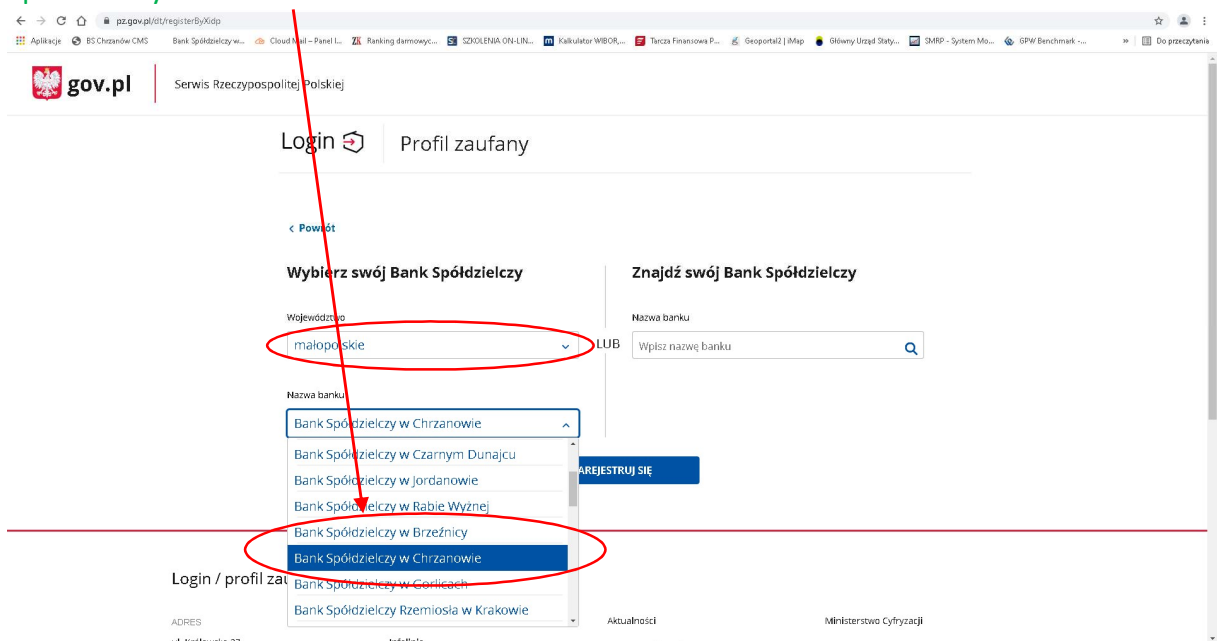 pz.gov.pl/dt/registerByXidp
Aplikacje BS Chrzanów CMS Bank Spółdzielczy w... Cloud Mail – Panel l... Ranking darmowyc... SZKOLENIA ON-LIN... Kalkulator WIBOR,... Tarcza Finansowa P... Geoportal2 | iMap Główny Urząd Staty... SMRP - System Mo... GPW Benchmark -... » Do przeczytania
gov.pl Serwis Rzeczypospolitej Polskiej
Login Profil zaufany
Powrót
Wybierz swój Bank Spółdzielczy
Znajdź swój Bank Spółdzielczy
Województwo
Nazwa banku
małopolskie
LUB
Wpisz nazwę banku
Nazwa banku
Bank Spółdzielczy w Chrzanowie
Bank Spółdzielczy w Czarnym Dunajcu
AREJESTRUJ SIĘ
Bank Spółdzielczy w Jordanowie
Bank Spółdzielczy w Rabie Wyżnej
Bank Spółdzielczy w Brzeźnicy
Bank Spółdzielczy w Chrzanowie
Bank Spółdzielczy w Gorlicach
Bank Spółdzielczy Rzemiosła w Krakowie
Login / profil zau
ADRES
Aktualności
Ministerstwo Cyfryzacji